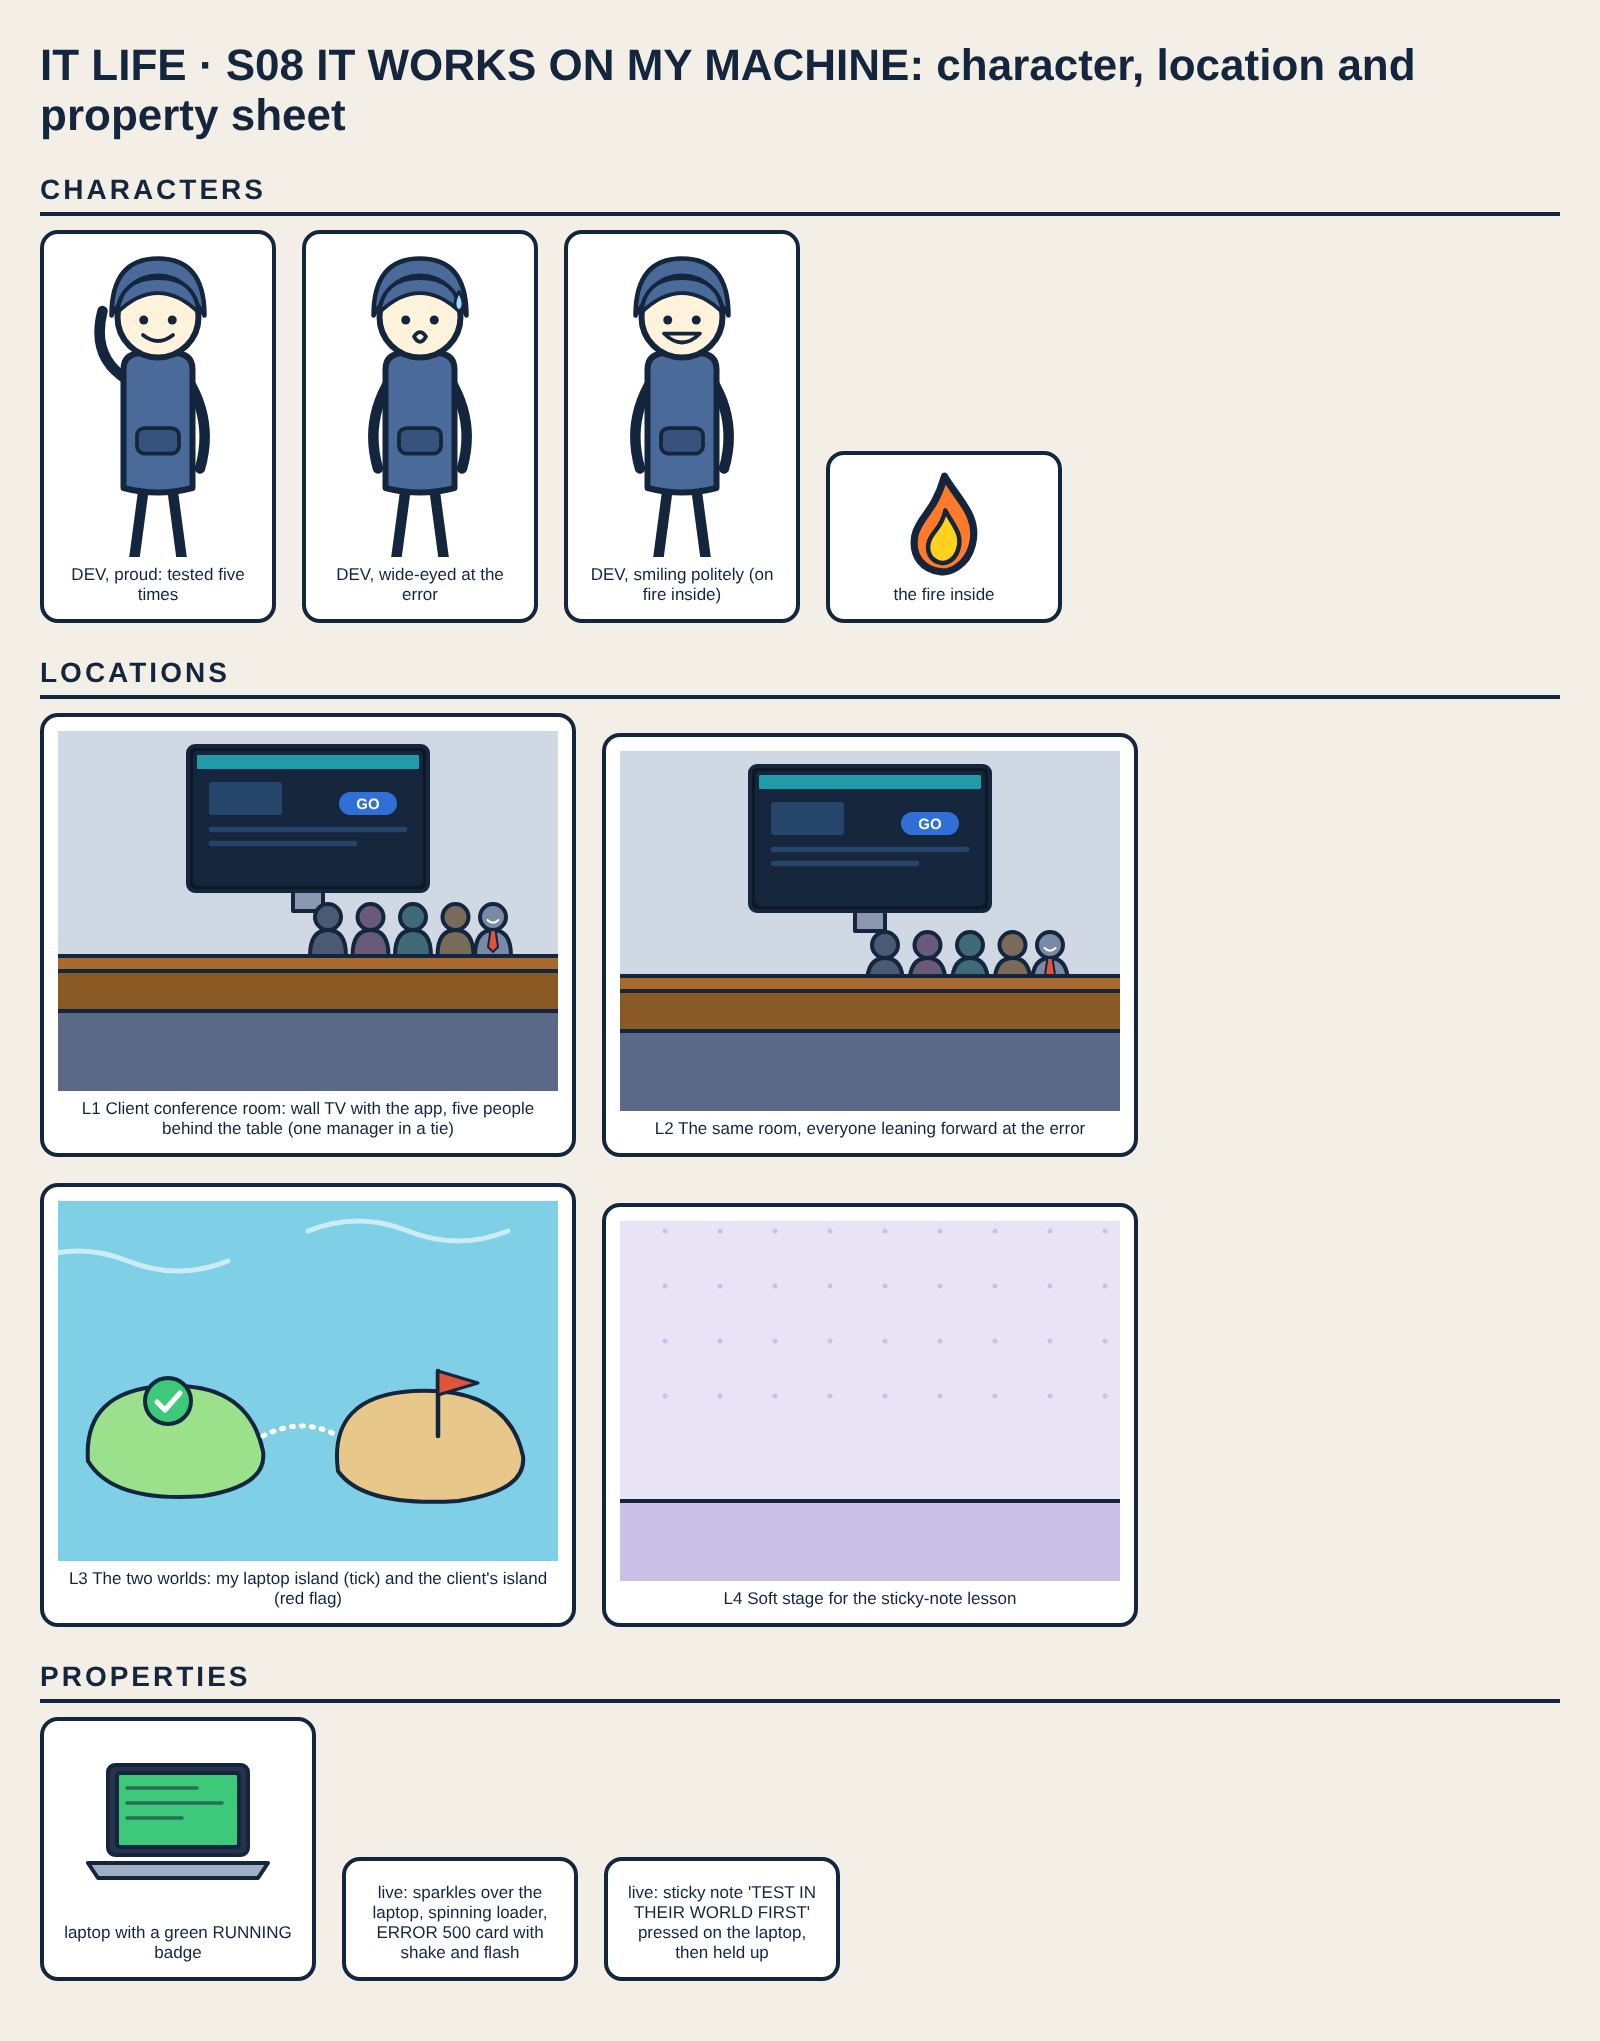 IT LIFE · S08 IT WORKS ON MY MACHINE: character, location and
property sheet
CHARACTERS
DEV, proud: tested five
times
DEV, wide-eyed at the
error
DEV, smiling politely (on
fire inside)
the fire inside
LOCATIONS
GO
L1 Client conference room: wall TV with the app, five people
behind the table (one manager in a tie)
GO
L2 The same room, everyone leaning forward at the error
L3 The two worlds: my laptop island (tick) and the client's island
(red flag)
L4 Soft stage for the sticky-note lesson
PROPERTIES
laptop with a green RUNNING
badge
live: sparkles over the
laptop, spinning loader,
ERROR 500 card with
shake and flash
live: sticky note 'TEST IN
THEIR WORLD FIRST'
pressed on the laptop,
then held up